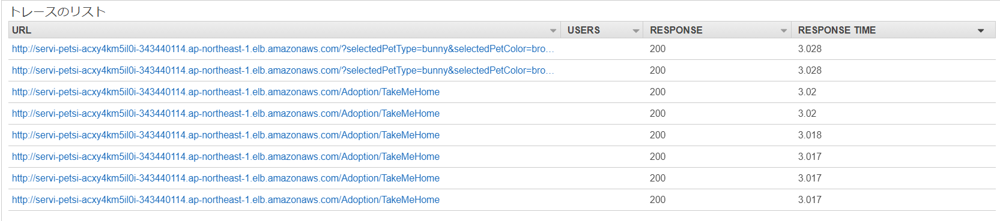 トレースのリスト
URL USERS RESPONSE RESPONSE TIME
http://servi-petsi-acxy4km5il0i-343440114.ap-northeast-1.elb.amazonaws.com/?selectedPetType=bunny&selectedPetColor=bro… 200 3.028
http://servi-petsi-acxy4km5il0i-343440114.ap-northeast-1.elb.amazonaws.com/?selectedPetType=bunny&selectedPetColor=bro… 200 3.028
http://servi-petsi-acxy4km5il0i-343440114.ap-northeast-1.elb.amazonaws.com/Adoption/TakeMeHome 200 3.02
http://servi-petsi-acxy4km5il0i-343440114.ap-northeast-1.elb.amazonaws.com/Adoption/TakeMeHome 200 3.02
http://servi-petsi-acxy4km5il0i-343440114.ap-northeast-1.elb.amazonaws.com/Adoption/TakeMeHome 200 3.018
http://servi-petsi-acxy4km5il0i-343440114.ap-northeast-1.elb.amazonaws.com/Adoption/TakeMeHome 200 3.017
http://servi-petsi-acxy4km5il0i-343440114.ap-northeast-1.elb.amazonaws.com/Adoption/TakeMeHome 200 3.017
http://servi-petsi-acxy4km5il0i-343440114.ap-northeast-1.elb.amazonaws.com/Adoption/TakeMeHome 200 3.017